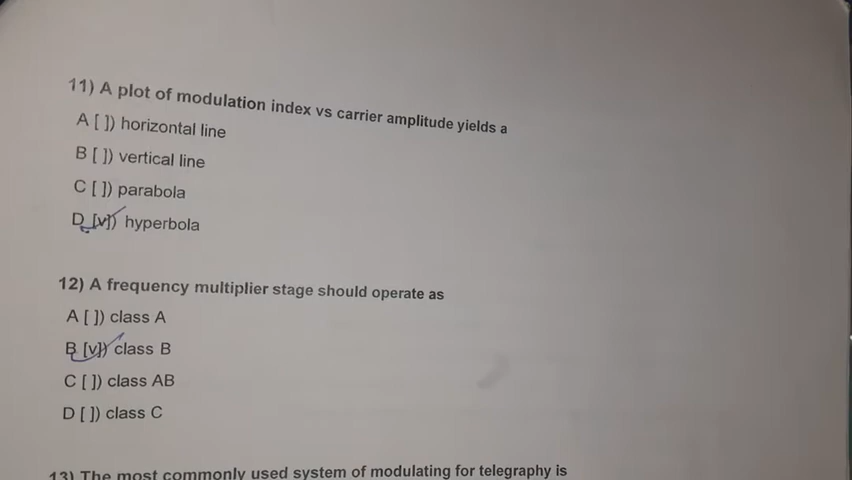 11) A plot of modulation index vs carrier amplitude yields a
A [ ]) horizontal line
B [ ]) vertical line
C [ ]) parabola
D [v]) hyperbola
12) A frequency multiplier stage should operate as
A [ ]) class A
B [v]) class B
C [ ]) class AB
D [ ]) class C
13) The most commonly used system of modulating for telegraphy is